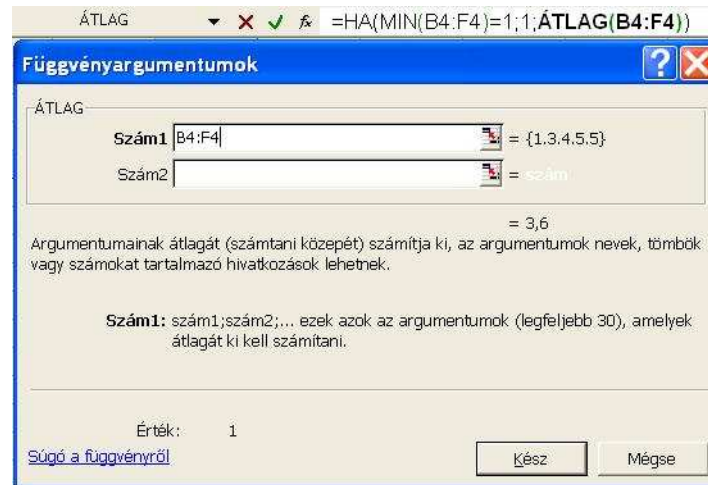 ÁTLAG =HA(MIN(B4:F4)=1;1;ÁTLAG(B4:F4))
Függvényargumentumok
ÁTLAG
Szám1 B4:F4 = {1.3.4.5.5}
Szám2 = szám
= 3,6
Argumentumainak átlagát (számtani közepét) számítja ki, az argumentumok nevek, tömbök
vagy számokat tartalmazó hivatkozások lehetnek.
Szám1: szám1;szám2;... ezek azok az argumentumok (legfeljebb 30), amelyek
átlagát ki kell számítani.
Érték: 1
Súgó a függvényről
Kész Mégse